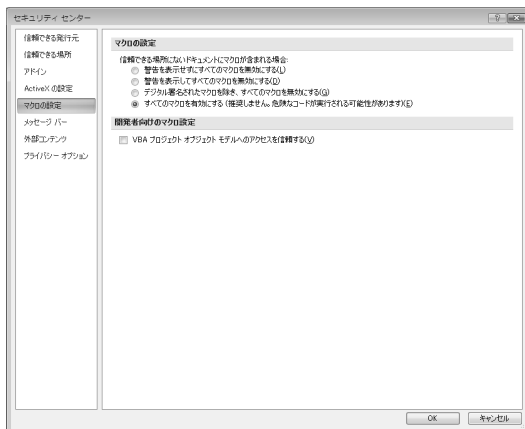 セキュリティ センター
信頼できる発行元
信頼できる場所
アドイン
ActiveX の設定
マクロの設定
メッセージ バー
外部コンテンツ
プライバシー オプション
マクロの設定
信頼できる場所にないドキュメントにマクロが含まれる場合:
警告を表示せずにすべてのマクロを無効にする(L)
警告を表示してすべてのマクロを無効にする(D)
デジタル署名されたマクロを除き、すべてのマクロを無効にする(G)
すべてのマクロを有効にする (推奨しません。危険なコードが実行される可能性があります)(E)
開発者向けのマクロ設定
VBA プロジェクト オブジェクト モデルへのアクセスを信頼する(V)
OK
キャンセル